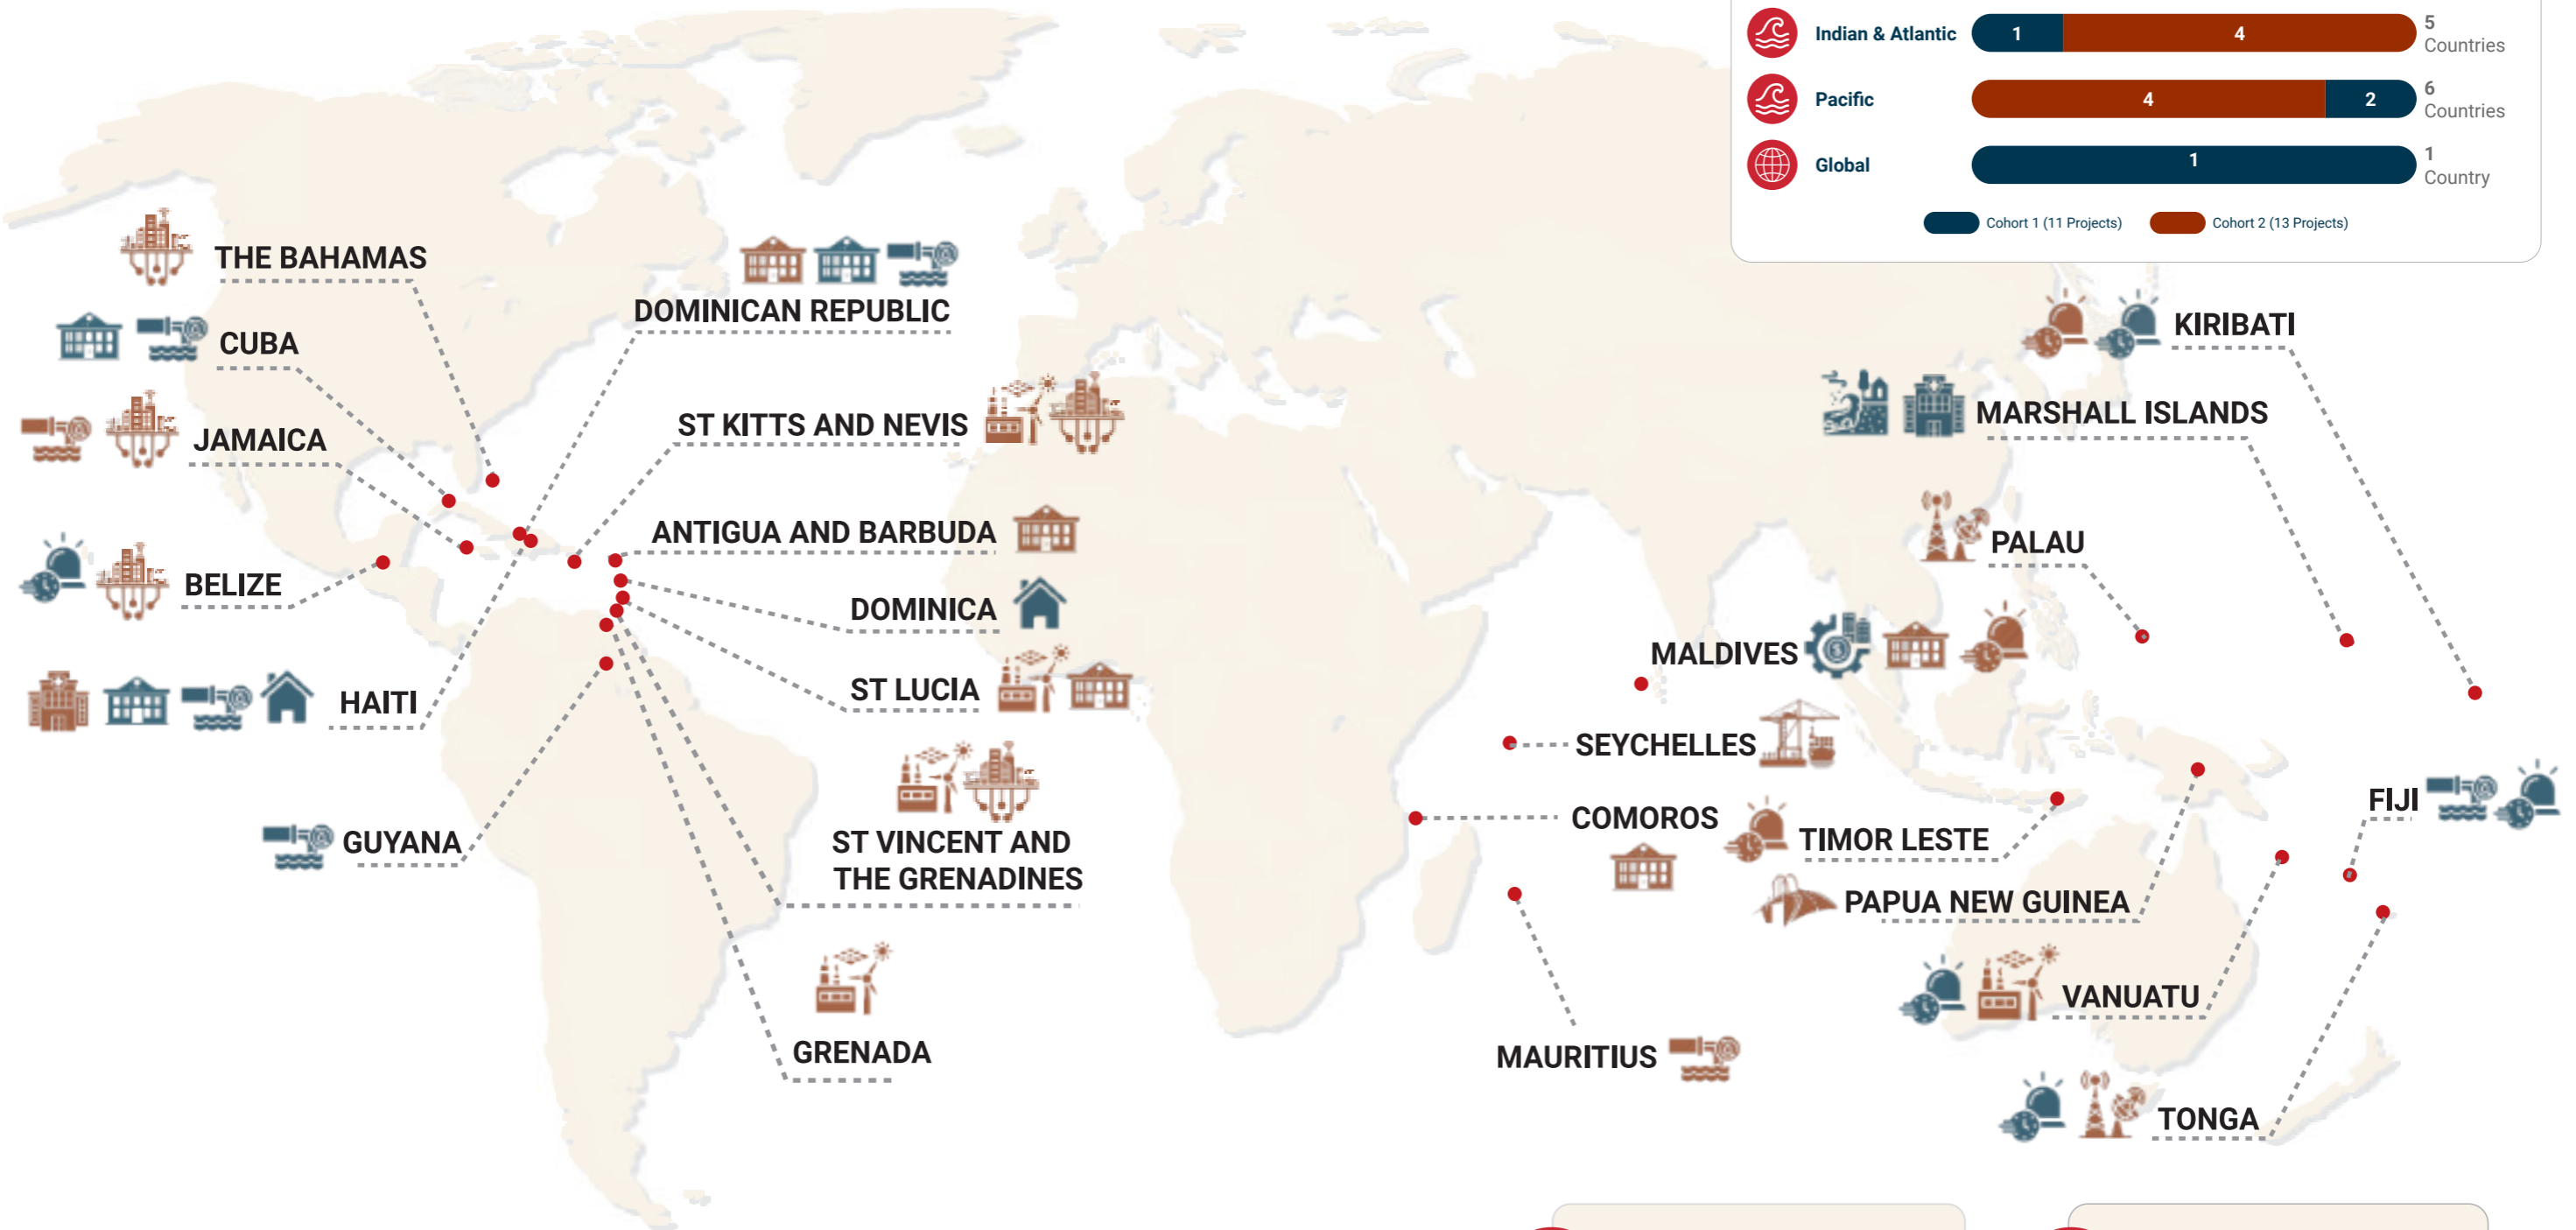 Indian & Atlantic
1
4
5
Countries
Pacific
4
2
6
Countries
Global
1
1
Country
Cohort 1 (11 Projects)
Cohort 2 (13 Projects)
THE BAHAMAS
DOMINICAN REPUBLIC
CUBA
KIRIBATI
JAMAICA
ST KITTS AND NEVIS
MARSHALL ISLANDS
ANTIGUA AND BARBUDA
PALAU
BELIZE
DOMINICA
MALDIVES
HAITI
ST LUCIA
SEYCHELLES
COMOROS
FIJI
GUYANA
ST VINCENT AND
THE GRENADINES
TIMOR LESTE
PAPUA NEW GUINEA
VANUATU
GRENADA
MAURITIUS
TONGA